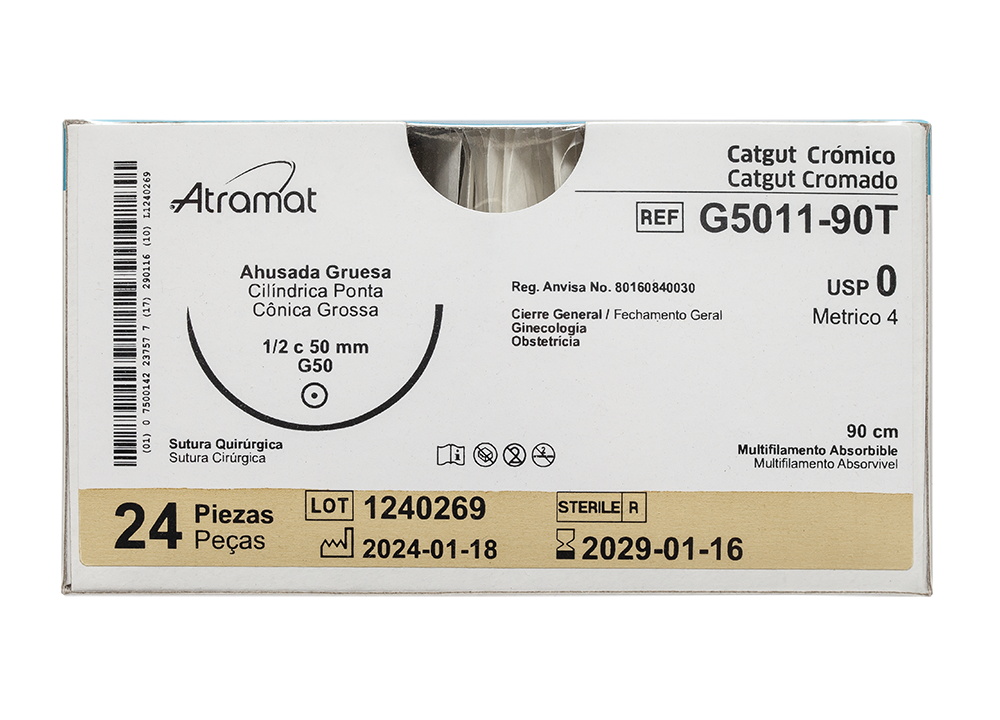 Atramat
Catgut Crómico
Catgut Cromado
REF G5011-90T
Ahusada Gruesa
Cilíndrica Ponta
Cônica Grossa
1/2 c 50 mm
G50
Reg. Anvisa No. 80160840030
Cierre General / Fechamento Geral
Ginecología
Obstetricia
USP 0
Metrico 4
(01) 0 7500142 23757 7 (17) 290116 (10) L1240269
Sutura Quirúrgica
Sutura Cirúrgica
90 cm
Multifilamento Absorbible
Multifilamento Absorvivel
24 Piezas
Peças
LOT 1240269
2024-01-18
STERILE R
2029-01-16